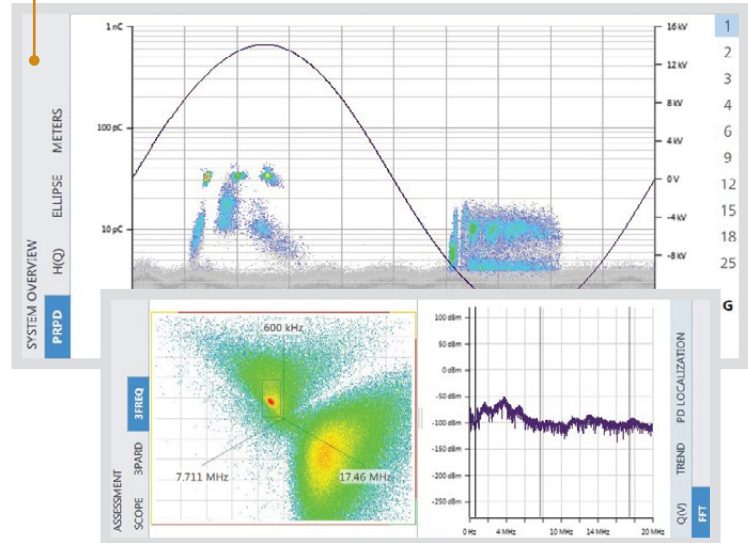 SYSTEM OVERVIEW
PRPD
H(Q)
ELLIPSE
METERS
1 nC
100 pC
10 pC
16 kV
12 kV
8 kV
4 kV
0 V
-4 kV
-8 kV
1
2
3
4
6
9
12
15
18
25
G
ASSESSMENT
SCOPE
3PARD
3FREQ
600 kHz
7.711 MHz
17.46 MHz
100 dBm
50 dBm
0 dBm
-50 dBm
-100 dBm
-150 dBm
-200 dBm
-250 dBm
0 Hz
4 MHz
10 MHz
14 MHz
20 MHz
Q(V)
TREND
PD LOCALIZATION
FFT